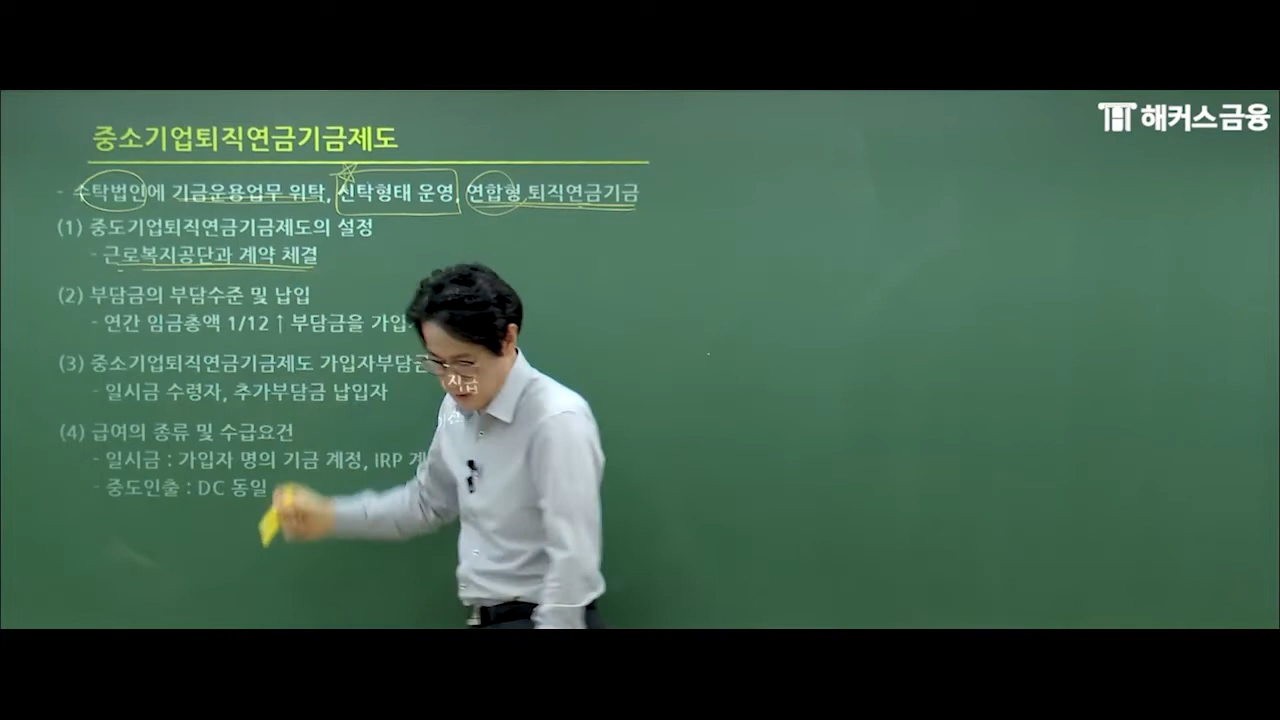 해커스금융
중소기업퇴직연금기금제도
- 수탁법인에 기금운용업무 위탁, 신탁형태 운영, 연합형 퇴직연금기금
(1) 중도기업퇴직연금기금제도의 설정
- 근로복지공단과 계약 체결
(2) 부담금의 부담수준 및 납입
- 연간 임금총액 1/12 ↑ 부담금을
(3) 중소기업퇴직연금기금제도 가입자부담금
지급
- 일시금 수령자, 추가부담금 납입자
(4) 급여의 종류 및 수급요건
- 일시금 : 가입자 명의 기금 계정, IRP
- 중도인출 : DC 동일